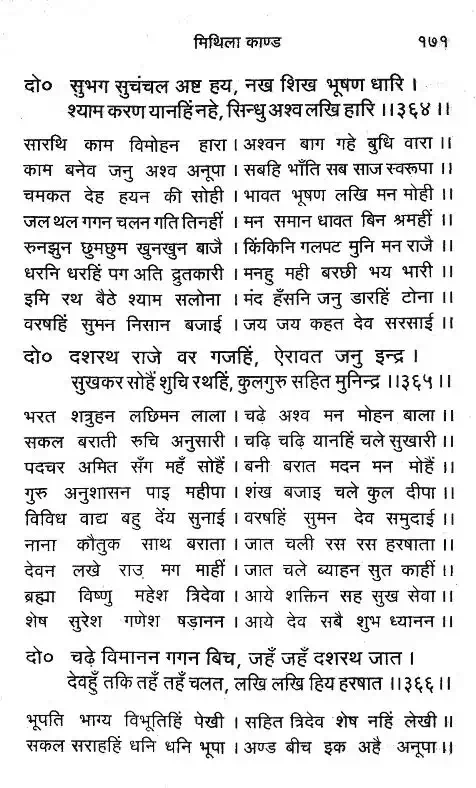 मिथिला काण्ड १७१
दो० सुभग सुचंचल अष्ट हय, नख शिख भूषण धारि ।
श्याम करण यानहिं नहे, सिन्धु अश्व लखि हारि ।।३६४।।
सारथि काम विमोहन हारा । अश्वन बाग गहे बुधि वारा ।।
काम बनेव जनु अश्व अनूपा । सबहि भाँति सब साज स्वरूपा ।।
चमकत देह हयन की सोही । भावत भूषण लखि मन मोही ।।
जल थल गगन चलन गति तिनहीं । मन समान धावत बिन श्रमहीं ।।
रुनझुन छुमछुम खुनखुन बाजै । किंकिनि गलपट मुनि मन राजै ।।
धरनि धरहिं पग अति द्रुतकारी । मनहु मही बरछी भय भारी ।।
इमि रथ बैठे श्याम सलोना । मंद हँसनि जनु डारहिं टोना ।।
वरषहिं सुमन निसान बजाई । जय जय कहत देव सरसाई ।।
दो० दशरथ राजे वर गजहिं, ऐरावत जनु इन्द्र ।
सुखकर सोहैं शुचि रथहिं, कुलगुरु सहित मुनिन्द्र ।।३६५।।
भरत शत्रुहन लछिमन लाला । चढ़े अश्व मन मोहन बाला ।।
सकल बराती रुचि अनुसारी । चढ़ि चढ़ि यानहिं चले सुखारी ।।
पदचर अमित सँग महँ सोहैं । बनी बरात मदन मन मोहैं ।।
गुरु अनुशासन पाइ महीपा । शंख बजाइ चले कुल दीपा ।।
विविध वाद्य बहु देंय सुनाई । वरषहिं सुमन देव समुदाई ।।
नाना कौतुक साथ बराता । जात चली रस रस हरषाता ।।
देवन लखे राउ मग माहीं । जात चले ब्याहन सुत काहीं ।।
ब्रह्मा विष्णु महेश त्रिदेवा । आये शक्तिन सह सुख सेवा ।।
शेष सुरेश गणेश षड़ानन । आये देव सबै शुभ ध्यानन ।।
दो० चढ़े विमानन गगन बिच, जहँ जहँ दशरथ जात ।
देवहुँ तकि तहँ तहँ चलत, लखि लखि हिय हरषात ।।३६६।।
भूपति भाग्य विभूतिहिं पेखी । सहित त्रिदेव शेष नहिं लेखी ।।
सकल सराहहिं धनि धनि भूपा । अण्ड बीच इक अहै अनूपा ।।